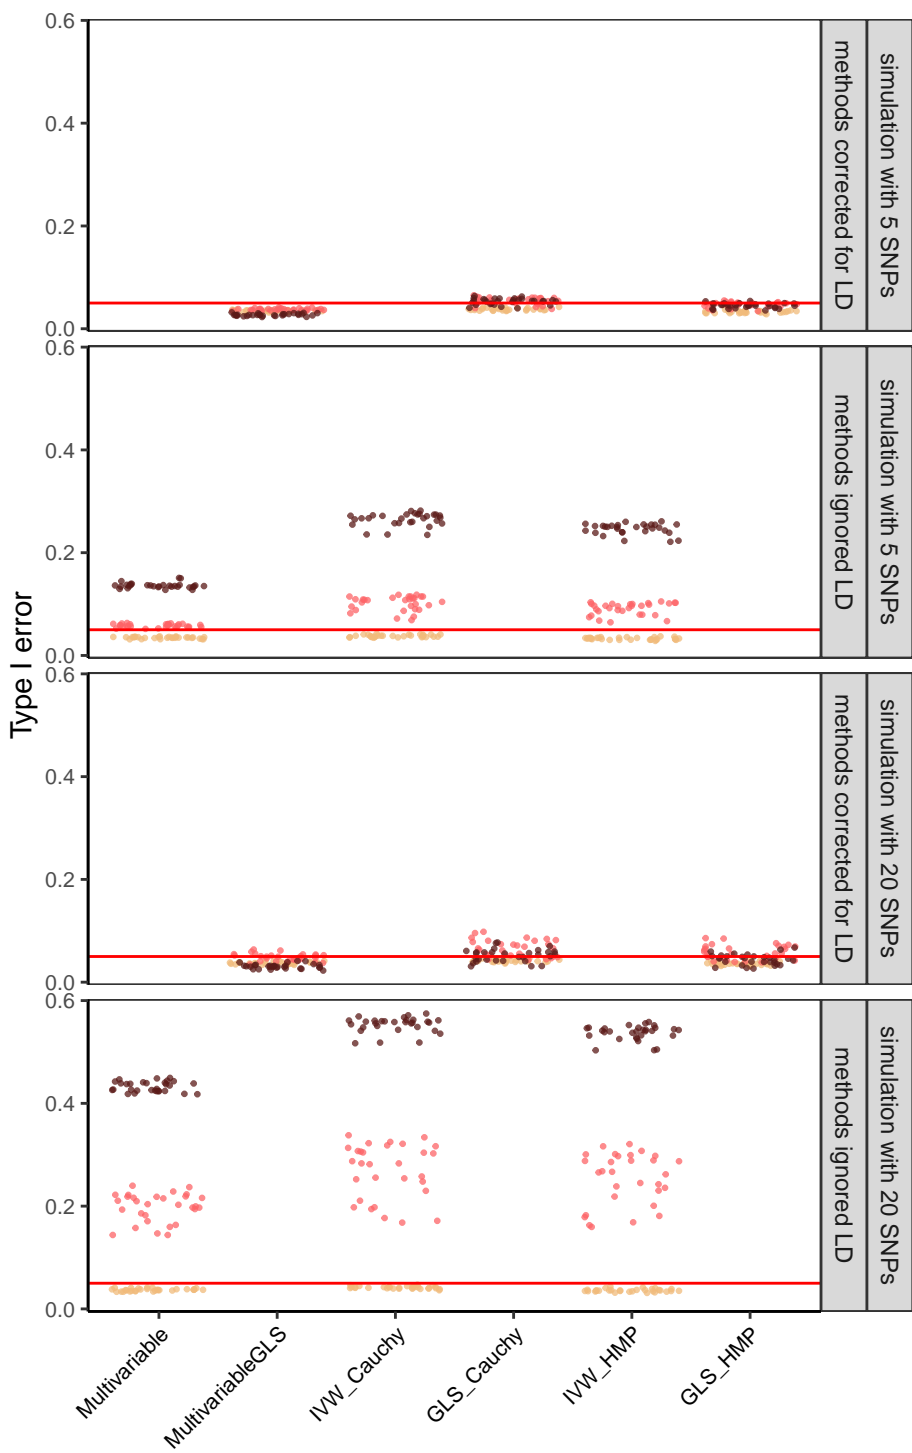 Type I error
0.6
0.4
0.2
0.0
methods corrected for LD
simulation with 5 SNPs
0.6
0.4
0.2
0.0
methods ignored LD
simulation with 5 SNPs
0.6
0.4
0.2
0.0
methods corrected for LD
simulation with 20 SNPs
0.6
0.4
0.2
0.0
methods ignored LD
simulation with 20 SNPs
Multivariable
MultivariableGLS
IVW_Cauchy
GLS_Cauchy
IVW_HMP
GLS_HMP